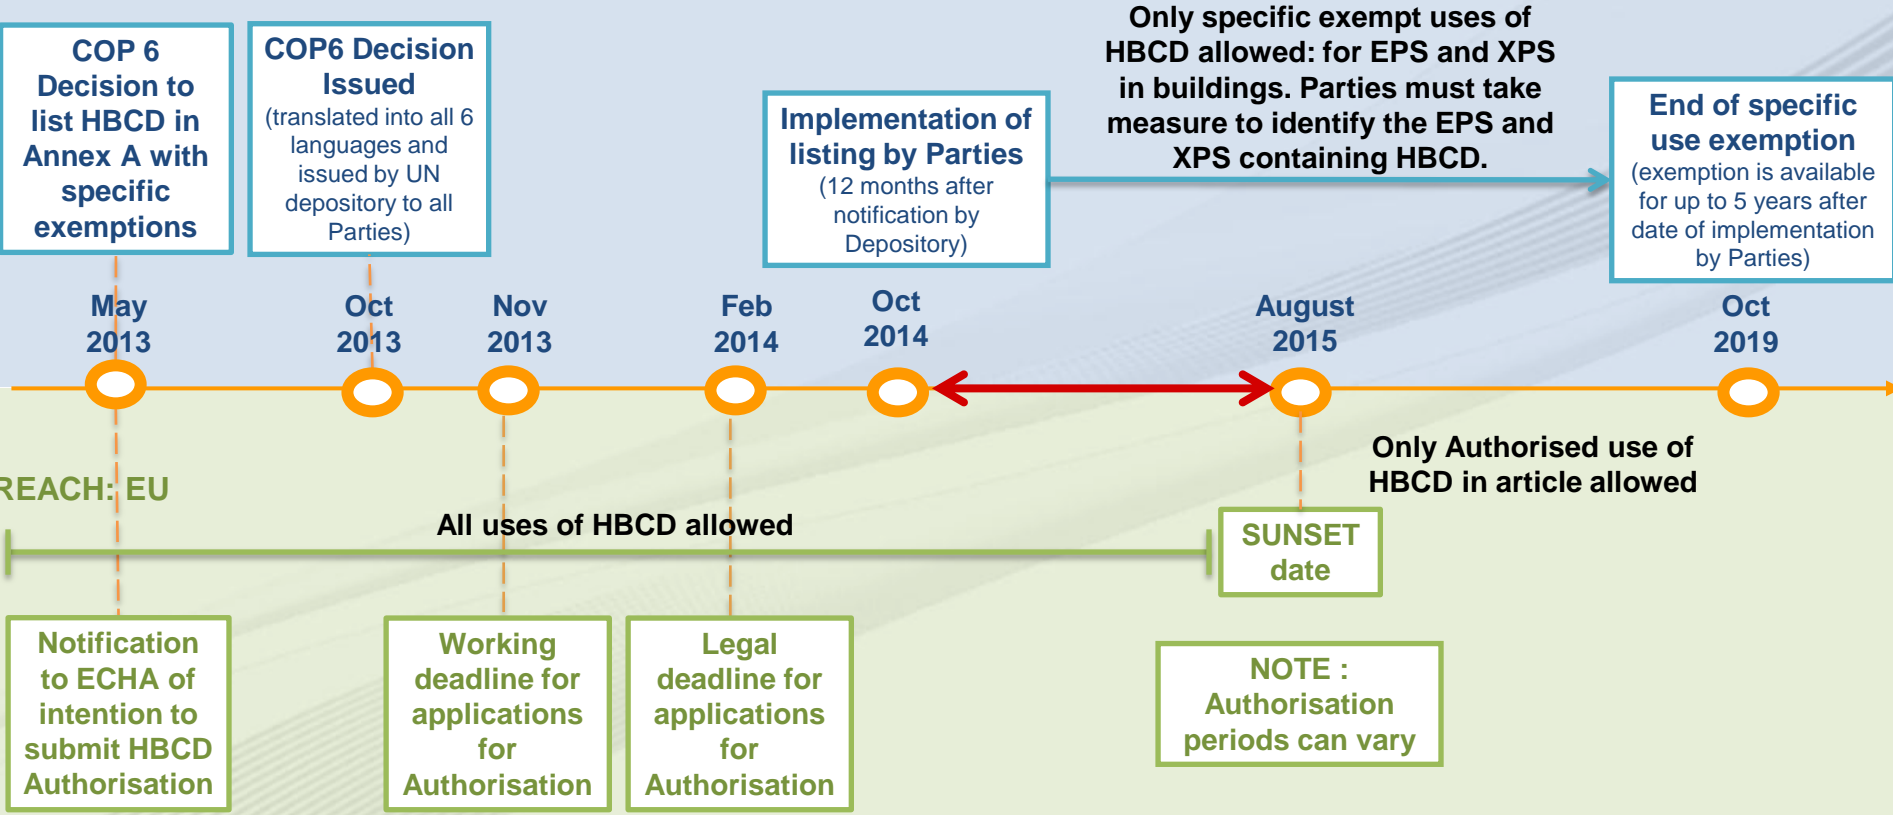 COP 6
Decision to
list HBCD in
Annex A with
specific
exemptions
COP6 Decision
Issued
(translated into all 6
languages and
issued by UN
depository to all
Parties)
Implementation of
listing by Parties
(12 months after
notification by
Depository)
Only specific exempt uses of
HBCD allowed: for EPS and XPS
in buildings. Parties must take
measure to identify the EPS and
XPS containing HBCD.
End of specific
use exemption
(exemption is available
for up to 5 years after
date of implementation
by Parties)
May
2013
Oct
2013
Nov
2013
Feb
2014
Oct
2014
August
2015
Oct
2019
REACH: EU
All uses of HBCD allowed
Only Authorised use of
HBCD in article allowed
SUNSET
date
Notification
to ECHA of
intention to
submit HBCD
Authorisation
Working
deadline for
applications
for
Authorisation
Legal
deadline for
applications
for
Authorisation
NOTE :
Authorisation
periods can vary